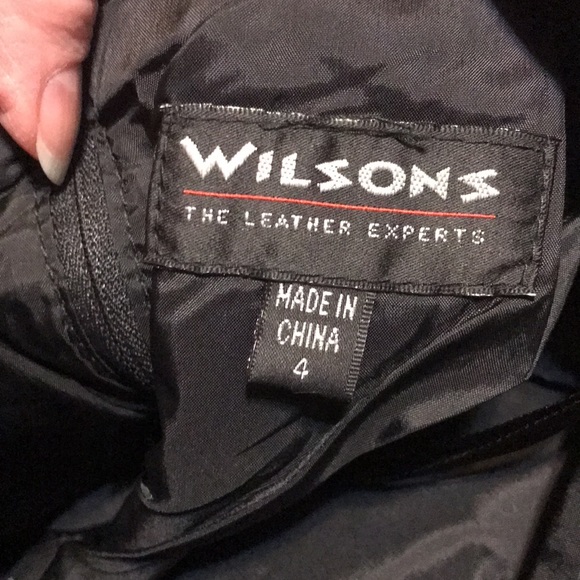 WILSONS
THE LEATHER EXPERTS
MADE IN
CHINA
4